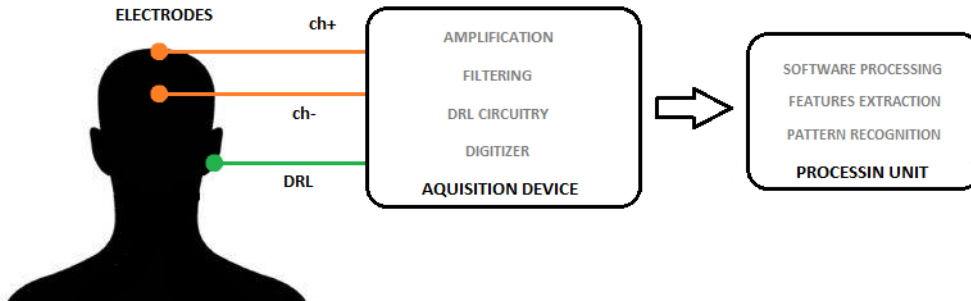 ELECTRODES
ch+
ch-
DRL
AMPLIFICATION
FILTERING
DRL CIRCUITRY
DIGITIZER
AQUISITION DEVICE
SOFTWARE PROCESSING
FEATURES EXTRACTION
PATTERN RECOGNITION
PROCESSIN UNIT